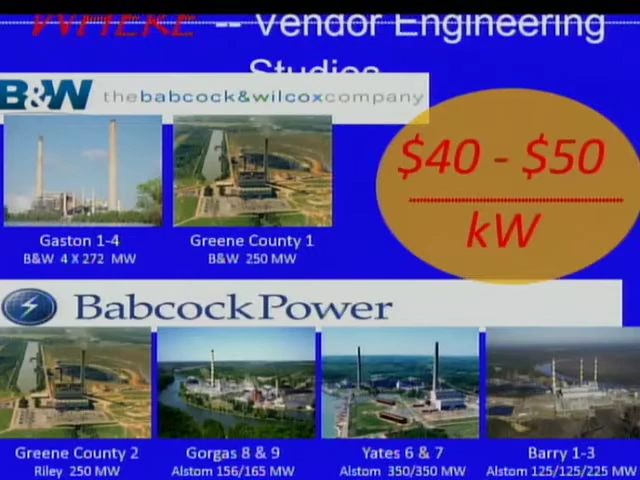 WHERE -- Vendor Engineering
Studies
B&W thebabcock&wilcoxcompany
$40 - $50
kW
Gaston 1-4
B&W 4 X 272 MW
Greene County 1
B&W 250 MW
BabcockPower
Greene County 2
Riley 250 MW
Gorgas 8 & 9
Alstom 156/165 MW
Yates 6 & 7
Alstom 350/350 MW
Barry 1-3
Alstom 125/125/225 MW